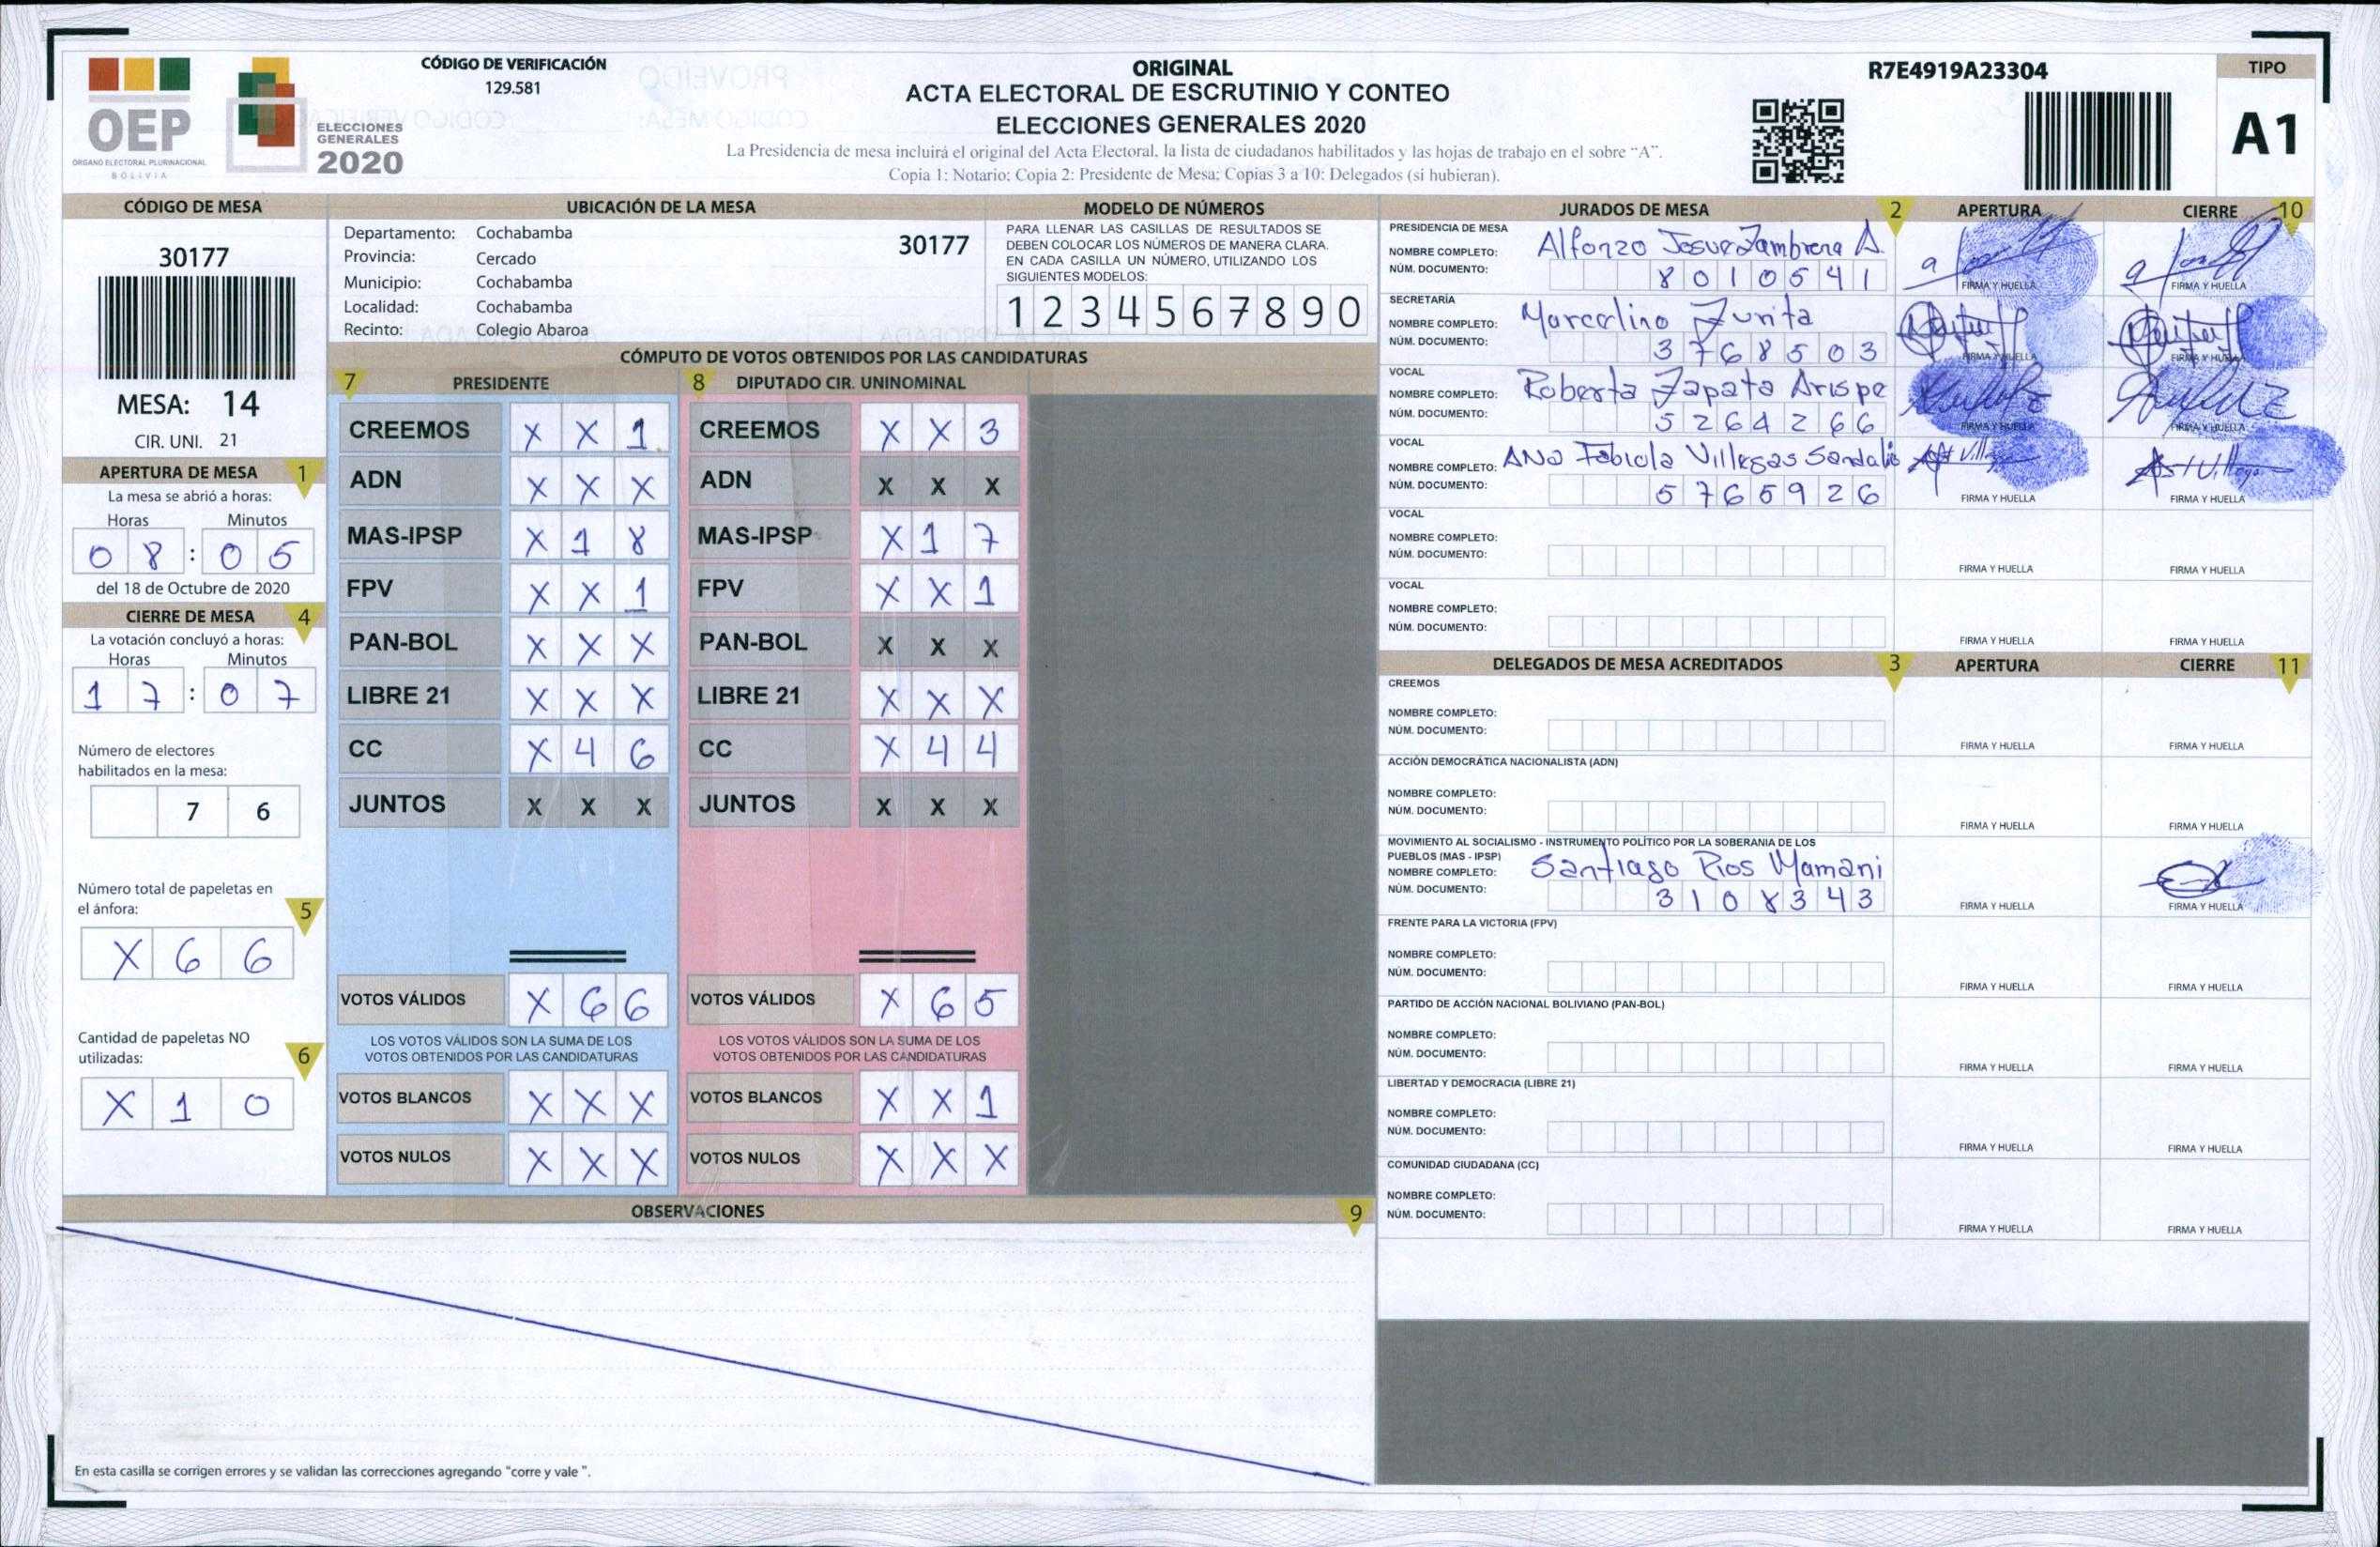 OEP
ÓRGANO ELECTORAL PLURINACIONAL
BOLIVIA
ELECCIONES
GENERALES
2020
CÓDIGO DE VERIFICACIÓN
129.581
ORIGINAL
ACTA ELECTORAL DE ESCRUTINIO Y CONTEO
ELECCIONES GENERALES 2020
La Presidencia de mesa incluirá el original del Acta Electoral, la lista de ciudadanos habilitados y las hojas de trabajo en el sobre “A”.
Copia 1: Notario; Copia 2: Presidente de Mesa; Copias 3 a 10: Delegados (si hubieran).
R7E4919A23304
TIPO
A1
CÓDIGO DE MESA
30177
MESA: 14
CIR. UNI. 21
APERTURA DE MESA 1
La mesa se abrió a horas:
Horas Minutos
0 8 : 0 5
del 18 de Octubre de 2020
CIERRE DE MESA 4
La votación concluyó a horas:
Horas Minutos
1 7 : 0 7
Número de electores
habilitados en la mesa:
7 6
Número total de papeletas en
el ánfora: 5
X 6 6
Cantidad de papeletas NO
utilizadas: 6
X 1 0
UBICACIÓN DE LA MESA
Departamento: Cochabamba
Provincia: Cercado
Municipio: Cochabamba
Localidad: Cochabamba
Recinto: Colegio Abaroa
30177
MODELO DE NÚMEROS
PARA LLENAR LAS CASILLAS DE RESULTADOS SE
DEBEN COLOCAR LOS NÚMEROS DE MANERA CLARA.
EN CADA CASILLA UN NÚMERO, UTILIZANDO LOS
SIGUIENTES MODELOS:
1 2 3 4 5 6 7 8 9 0
CÓMPUTO DE VOTOS OBTENIDOS POR LAS CANDIDATURAS
7 PRESIDENTE
CREEMOS X X 1
ADN X X X
MAS-IPSP X 1 8
FPV X X 1
PAN-BOL X X X
LIBRE 21 X X X
CC X 4 6
JUNTOS X X X
VOTOS VÁLIDOS X 6 6
LOS VOTOS VÁLIDOS SON LA SUMA DE LOS
VOTOS OBTENIDOS POR LAS CANDIDATURAS
VOTOS BLANCOS X X X
VOTOS NULOS X X X
8 DIPUTADO CIR. UNINOMINAL
CREEMOS X X 3
ADN X X X
MAS-IPSP X 1 7
FPV X X 1
PAN-BOL X X X
LIBRE 21 X X X
CC X 4 4
JUNTOS X X X
VOTOS VÁLIDOS X 6 5
LOS VOTOS VÁLIDOS SON LA SUMA DE LOS
VOTOS OBTENIDOS POR LAS CANDIDATURAS
VOTOS BLANCOS X X 1
VOTOS NULOS X X X
OBSERVACIONES 9
En esta casilla se corrigen errores y se validan las correcciones agregando "corre y vale ".
JURADOS DE MESA 2 APERTURA CIERRE 10
PRESIDENCIA DE MESA
NOMBRE COMPLETO: Alfonzo Josue Zambrana A.
NÚM. DOCUMENTO: 8 0 1 0 5 4 1
FIRMA Y HUELLA FIRMA Y HUELLA
SECRETARÍA
NOMBRE COMPLETO: Marcelino Zurita
NÚM. DOCUMENTO: 3 7 6 8 5 0 3
FIRMA Y HUELLA FIRMA Y HUELLA
VOCAL
NOMBRE COMPLETO: Roberta Zapata Arispe
NÚM. DOCUMENTO: 5 2 6 4 2 6 6
FIRMA Y HUELLA FIRMA Y HUELLA
VOCAL
NOMBRE COMPLETO: ANA Fabiola Villegas Sandalio
NÚM. DOCUMENTO: 5 7 6 5 9 2 6
FIRMA Y HUELLA FIRMA Y HUELLA
VOCAL
NOMBRE COMPLETO:
NÚM. DOCUMENTO:
FIRMA Y HUELLA FIRMA Y HUELLA
VOCAL
NOMBRE COMPLETO:
NÚM. DOCUMENTO:
FIRMA Y HUELLA FIRMA Y HUELLA
DELEGADOS DE MESA ACREDITADOS 3 APERTURA CIERRE 11
CREEMOS
NOMBRE COMPLETO:
NÚM. DOCUMENTO:
FIRMA Y HUELLA FIRMA Y HUELLA
ACCIÓN DEMOCRÁTICA NACIONALISTA (ADN)
NOMBRE COMPLETO:
NÚM. DOCUMENTO:
FIRMA Y HUELLA FIRMA Y HUELLA
MOVIMIENTO AL SOCIALISMO - INSTRUMENTO POLÍTICO POR LA SOBERANIA DE LOS
PUEBLOS (MAS - IPSP)
NOMBRE COMPLETO: Santiago Rios Mamani
NÚM. DOCUMENTO: 3 1 0 8 3 4 3
FIRMA Y HUELLA FIRMA Y HUELLA
FRENTE PARA LA VICTORIA (FPV)
NOMBRE COMPLETO:
NÚM. DOCUMENTO:
FIRMA Y HUELLA FIRMA Y HUELLA
PARTIDO DE ACCIÓN NACIONAL BOLIVIANO (PAN-BOL)
NOMBRE COMPLETO:
NÚM. DOCUMENTO:
FIRMA Y HUELLA FIRMA Y HUELLA
LIBERTAD Y DEMOCRACIA (LIBRE 21)
NOMBRE COMPLETO:
NÚM. DOCUMENTO:
FIRMA Y HUELLA FIRMA Y HUELLA
COMUNIDAD CIUDADANA (CC)
NOMBRE COMPLETO:
NÚM. DOCUMENTO:
FIRMA Y HUELLA FIRMA Y HUELLA